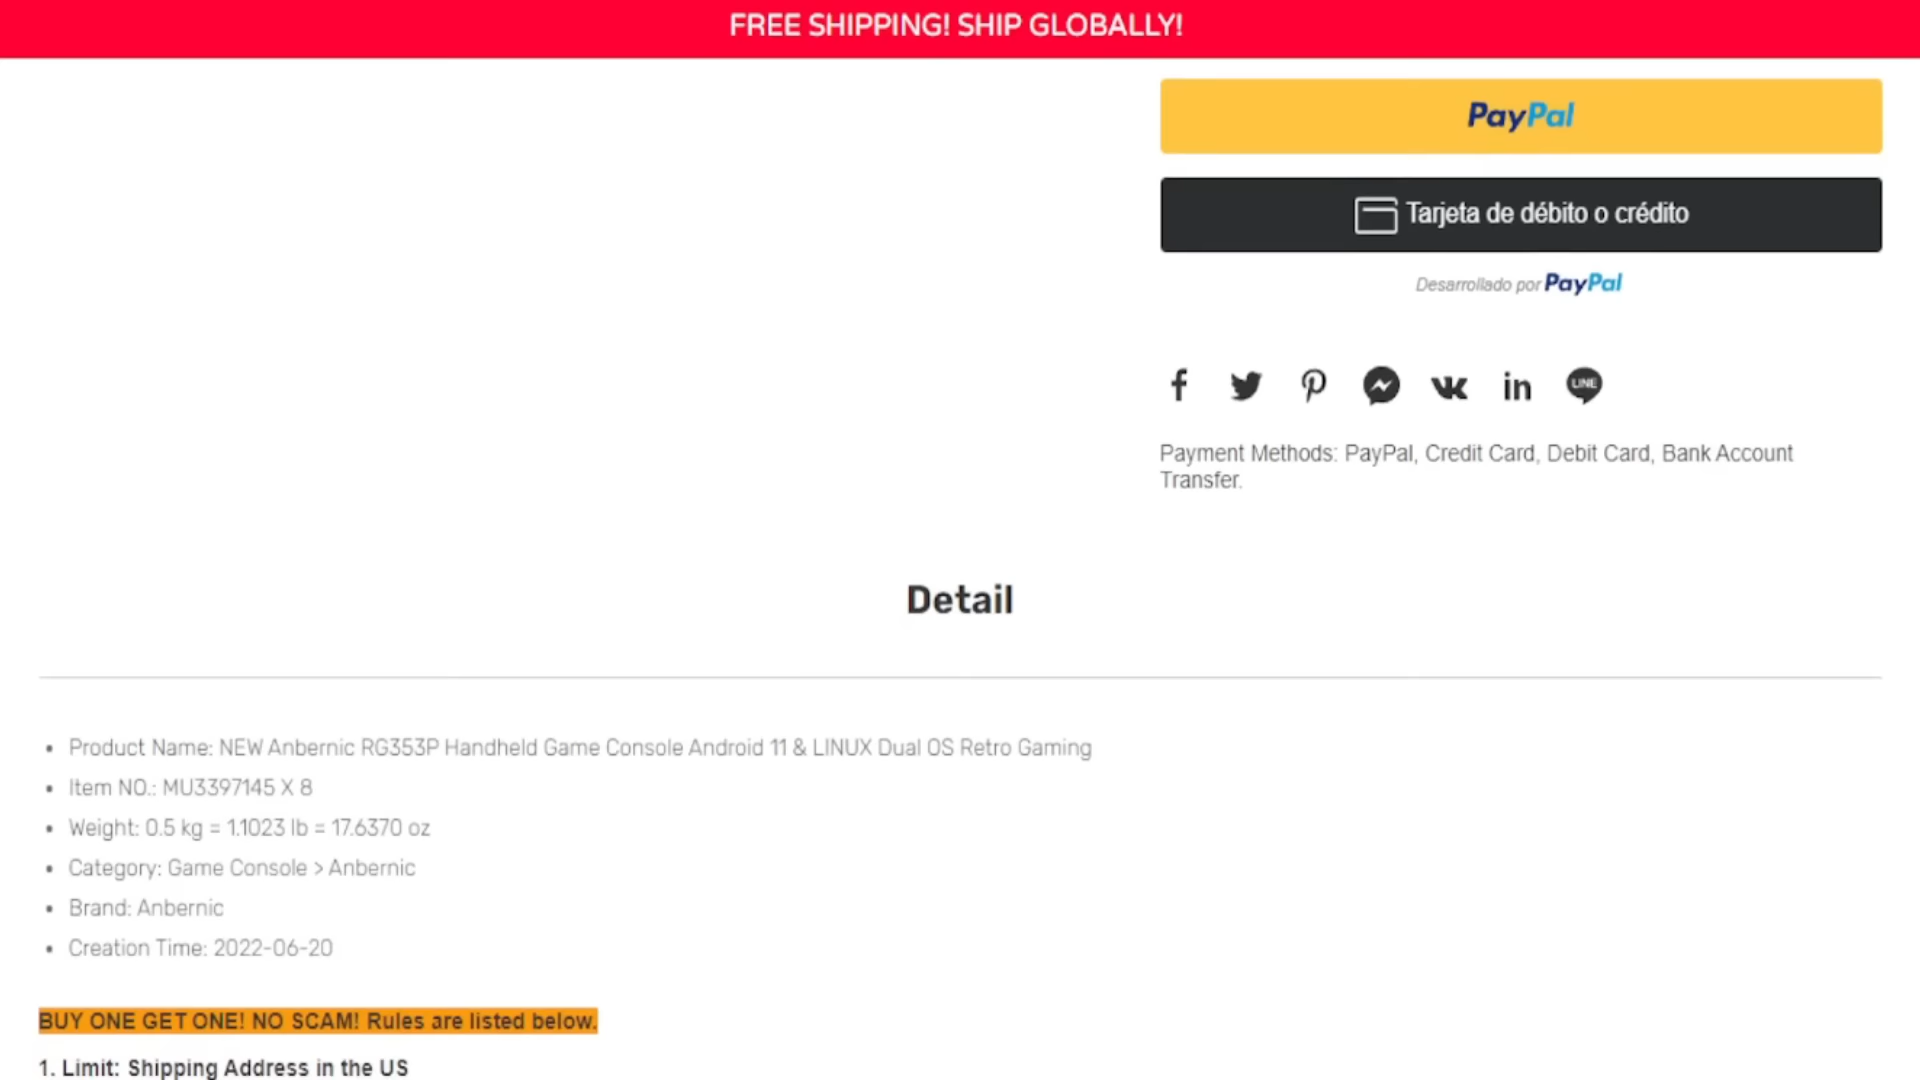 FREE SHIPPING! SHIP GLOBALLY!
PayPal
Tarjeta de débito o crédito
Desarrollado por PayPal
LINE
Payment Methods: PayPal, Credit Card, Debit Card, Bank Account
Transfer.
Detail
• Product Name: NEW Anbernic RG353P Handheld Game Console Android 11 & LINUX Dual OS Retro Gaming
• Item NO.: MU3397145 X 8
• Weight: 0.5 kg = 1.1023 lb = 17.6370 oz
• Category: Game Console > Anbernic
• Brand: Anbernic
• Creation Time: 2022-06-20
BUY ONE GET ONE! NO SCAM! Rules are listed below.
1. Limit: Shipping Address in the US